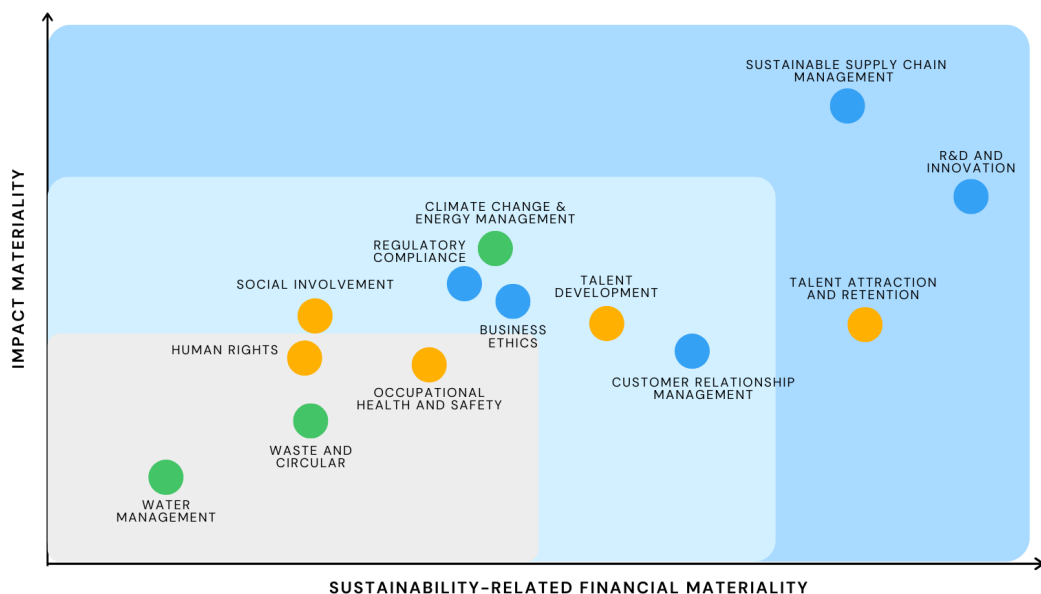 SUSTAINABLE SUPPLY CHAIN
MANAGEMENT
R&D AND
INNOVATION
CLIMATE CHANGE &
ENERGY MANAGEMENT
REGULATORY
COMPLIANCE
SOCIAL INVOLVEMENT
TALENT
DEVELOPMENT
TALENT ATTRACTION
AND RETENTION
BUSINESS
ETHICS
HUMAN RIGHTS
CUSTOMER RELATIONSHIP
MANAGEMENT
OCCUPATIONAL
HEALTH AND SAFETY
WASTE AND
CIRCULAR
WATER
MANAGEMENT
IMPACT MATERIALITY
SUSTAINABILITY-RELATED FINANCIAL MATERIALITY